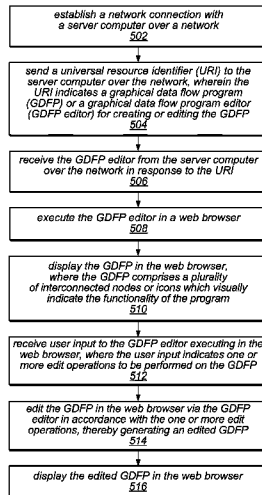 establish a network connection with
a server computer over a network
502
send a universal resource identifier (URI) to the
server computer over the network, wherein the
URI indicates a graphical data flow program
(GDFP) or a graphical data flow program editor
(GDFP editor) for creating or editing the GDFP
504
receive the GDFP editor from the server computer
over the network in response to the URI
506
execute the GDFP editor in a web browser
508
display the GDFP in the web browser,
where the GDFP comprises a plurality
of interconnected nodes or icons which visually
indicate the functionality of the program
510
receive user input to the GDFP editor executing in the
web browser, where the user input indicates one or
more edit operations to be performed on the GDFP
512
edit the GDFP in the web browser via the GDFP
editor in accordance with the one or more edit
operations, thereby generating an edited GDFP
514
display the edited GDFP in the web browser
516